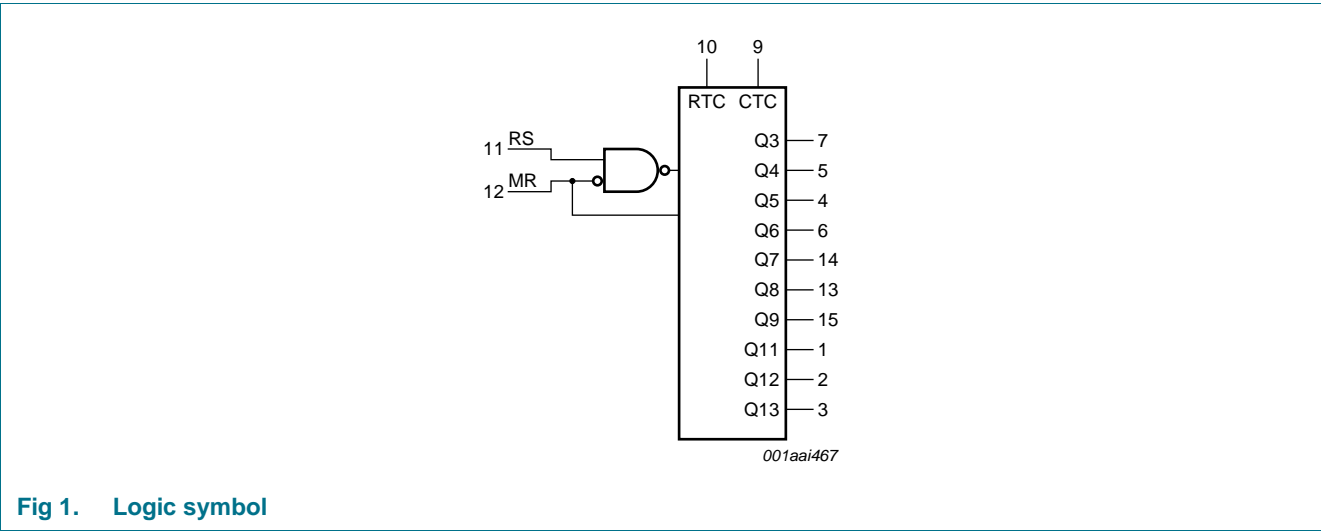 10 9
RTC CTC
11 RS
12 MR
Q3 7
Q4 5
Q5 4
Q6 6
Q7 14
Q8 13
Q9 15
Q11 1
Q12 2
Q13 3
001aai467
Fig 1. Logic symbol